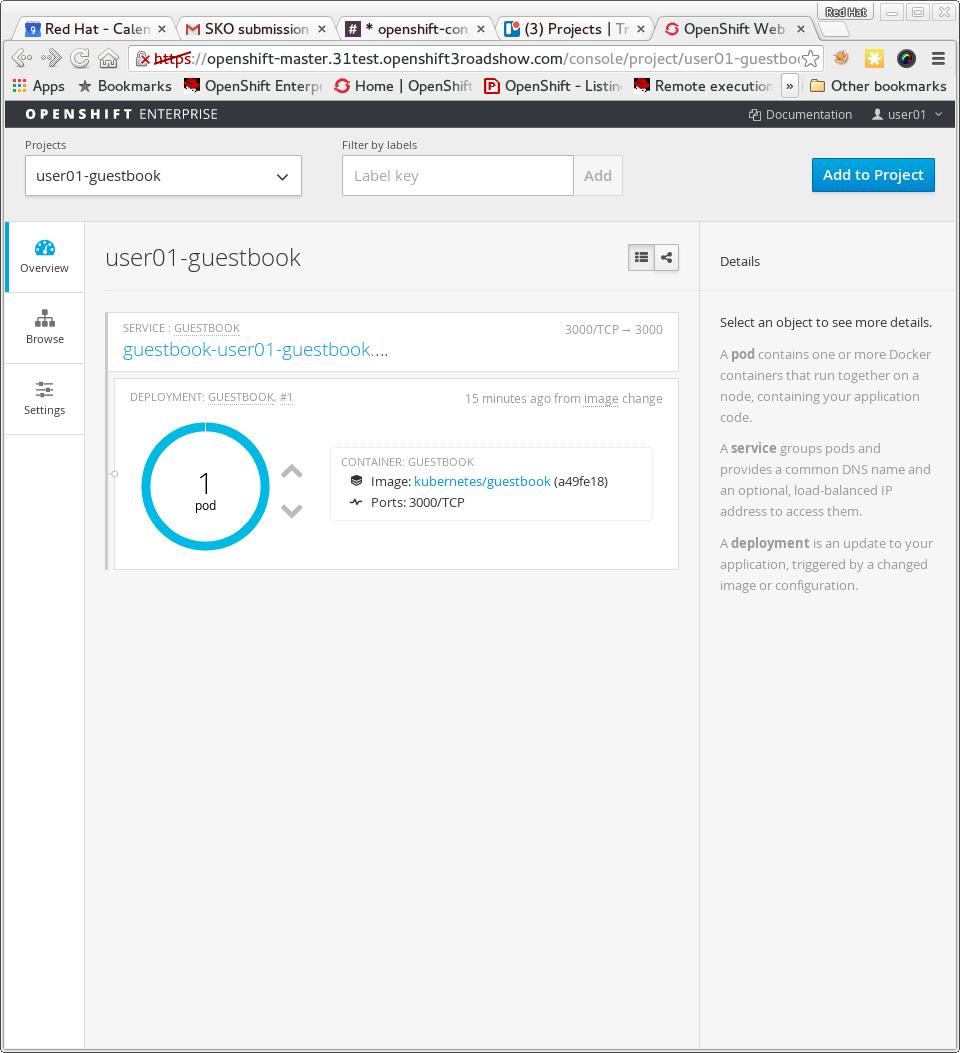 Red Hat
Red Hat - Calen
SKO submission
* openshift-con
(3) Projects | Tr
OpenShift Web
https://openshift-master.31test.openshift3roadshow.com/console/project/user01-guestboo
Apps
Bookmarks
OpenShift Enterpr
Home | OpenShift
OpenShift - Listin
Remote execution
»
Other bookmarks
OPENSHIFT ENTERPRISE
Documentation
user01
Projects
Filter by labels
user01-guestbook
Label key
Add
Add to Project
Overview
Browse
Settings
user01-guestbook
SERVICE : GUESTBOOK
3000/TCP → 3000
guestbook-user01-guestbook....
DEPLOYMENT: GUESTBOOK, #1
15 minutes ago from image change
1
pod
CONTAINER: GUESTBOOK
Image: kubernetes/guestbook (a49fe18)
Ports: 3000/TCP
Details
Select an object to see more details.
A pod contains one or more Docker
containers that run together on a
node, containing your application
code.
A service groups pods and
provides a common DNS name and
an optional, load-balanced IP
address to access them.
A deployment is an update to your
application, triggered by a changed
image or configuration.